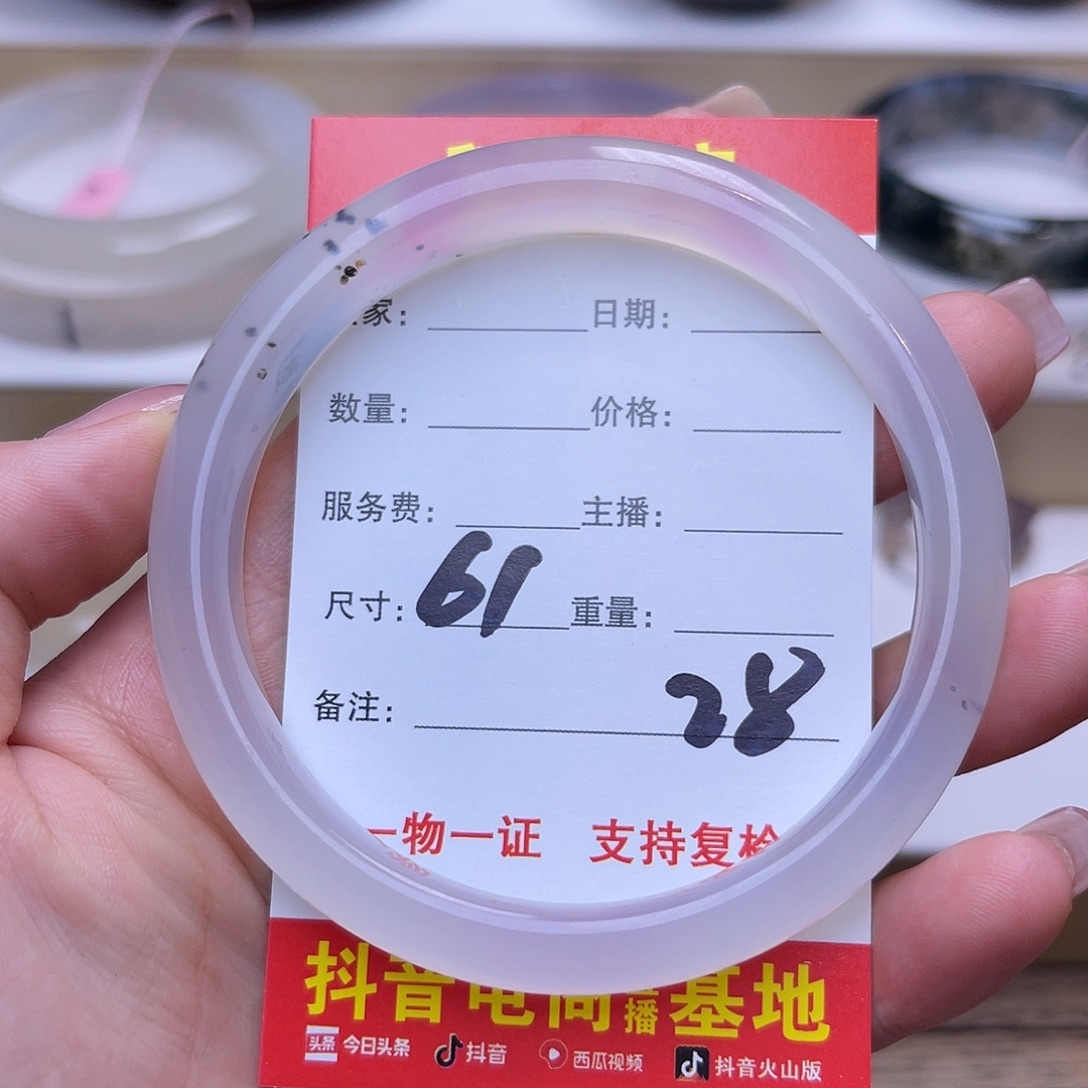 家： 日期：
数量： 价格：
服务费： 主播：
尺寸：61 重量：
28
备注：
一物一证 支持复检
抖音电商 播基地
头条 今日头条 抖音 西瓜视频 抖音火山版